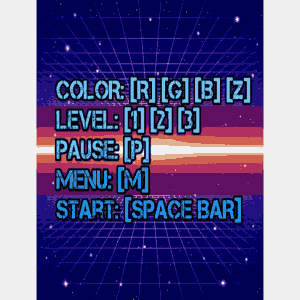 COLOR: [R] [G] [B] [Z]
LEVEL: [1] [2] [3]
PAUSE: [P]
MENU: [M]
START: [SPACE BAR]